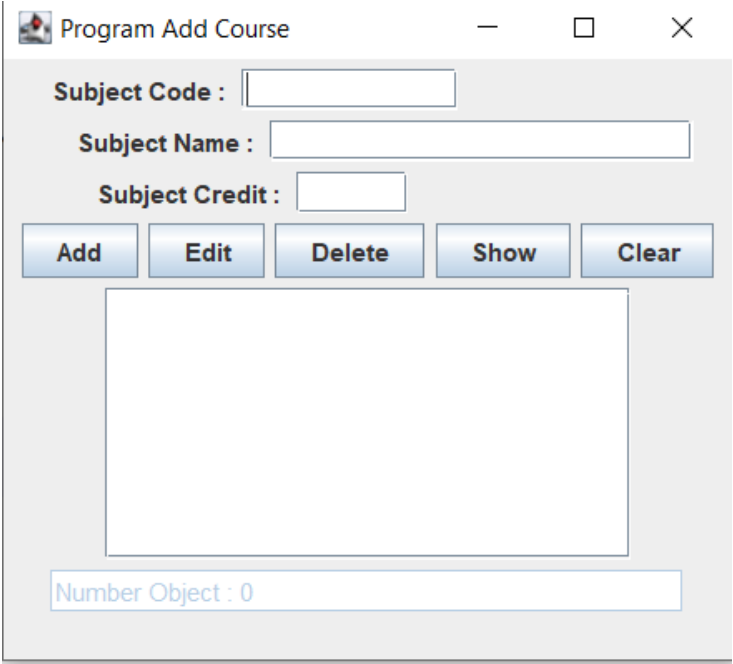 Program Add Course
Subject Code :
Subject Name :
Subject Credit :
Add Edit Delete Show Clear
Number Object : 0